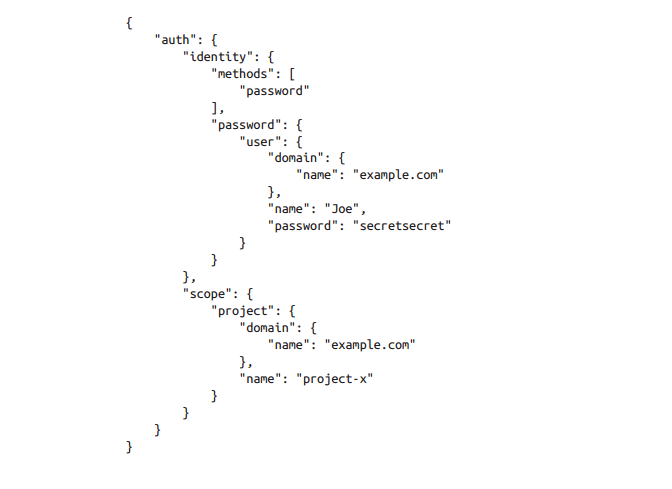 {
    "auth": {
        "identity": {
            "methods": [
                "password"
            ],
            "password": {
                "user": {
                    "domain": {
                        "name": "example.com"
                    },
                    "name": "Joe",
                    "password": "secretsecret"
                }
            }
        },
        "scope": {
            "project": {
                "domain": {
                    "name": "example.com"
                },
                "name": "project-x"
            }
        }
    }
}